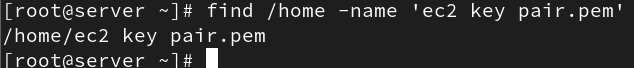 [root@server ~]# find /home -name 'ec2 key pair.pem'
/home/ec2 key pair.pem
[root@server ~]#